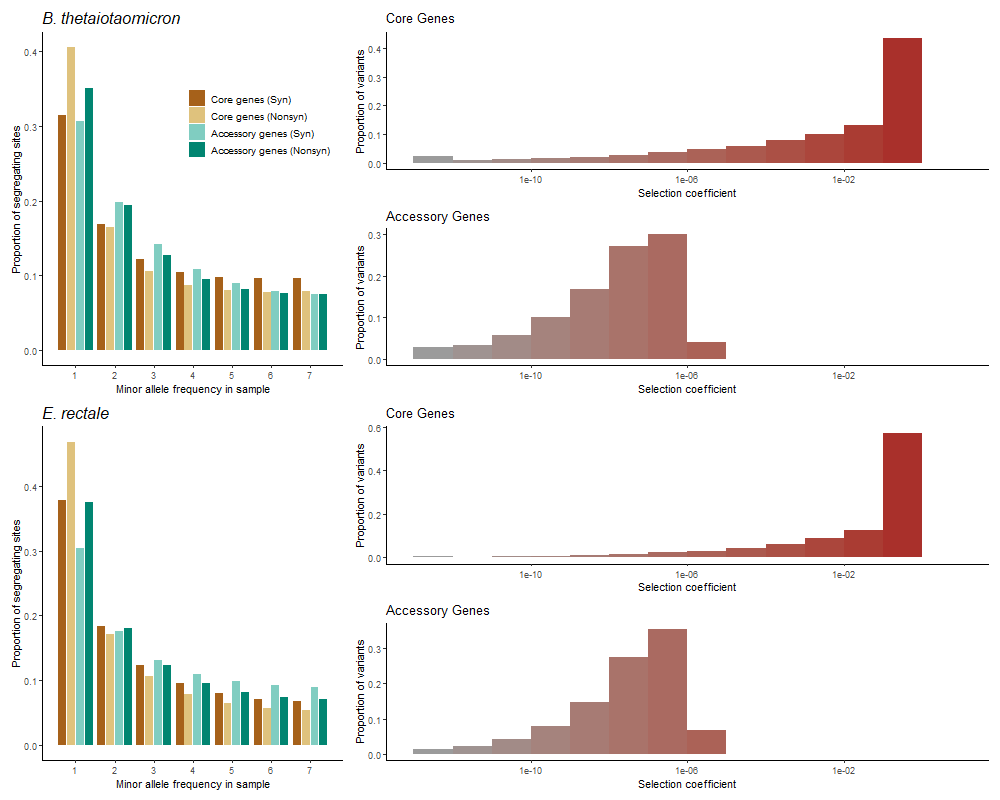 B. thetaiotaomicron
Proportion of segregating sites
0.4
0.3
0.2
0.1
0.0
Core genes (Syn)
Core genes (Nonsyn)
Accessory genes (Syn)
Accessory genes (Nonsyn)
1 2 3 4 5 6 7
Minor allele frequency in sample
Core Genes
Proportion of variants
0.4
0.3
0.2
0.1
0.0
1e-10 1e-06 1e-02
Selection coefficient
Accessory Genes
Proportion of variants
0.3
0.2
0.1
0.0
1e-10 1e-06 1e-02
Selection coefficient
E. rectale
Proportion of segregating sites
0.4
0.3
0.2
0.1
0.0
1 2 3 4 5 6 7
Minor allele frequency in sample
Core Genes
Proportion of variants
0.6
0.4
0.2
0.0
1e-10 1e-06 1e-02
Selection coefficient
Accessory Genes
Proportion of variants
0.3
0.2
0.1
0.0
1e-10 1e-06 1e-02
Selection coefficient